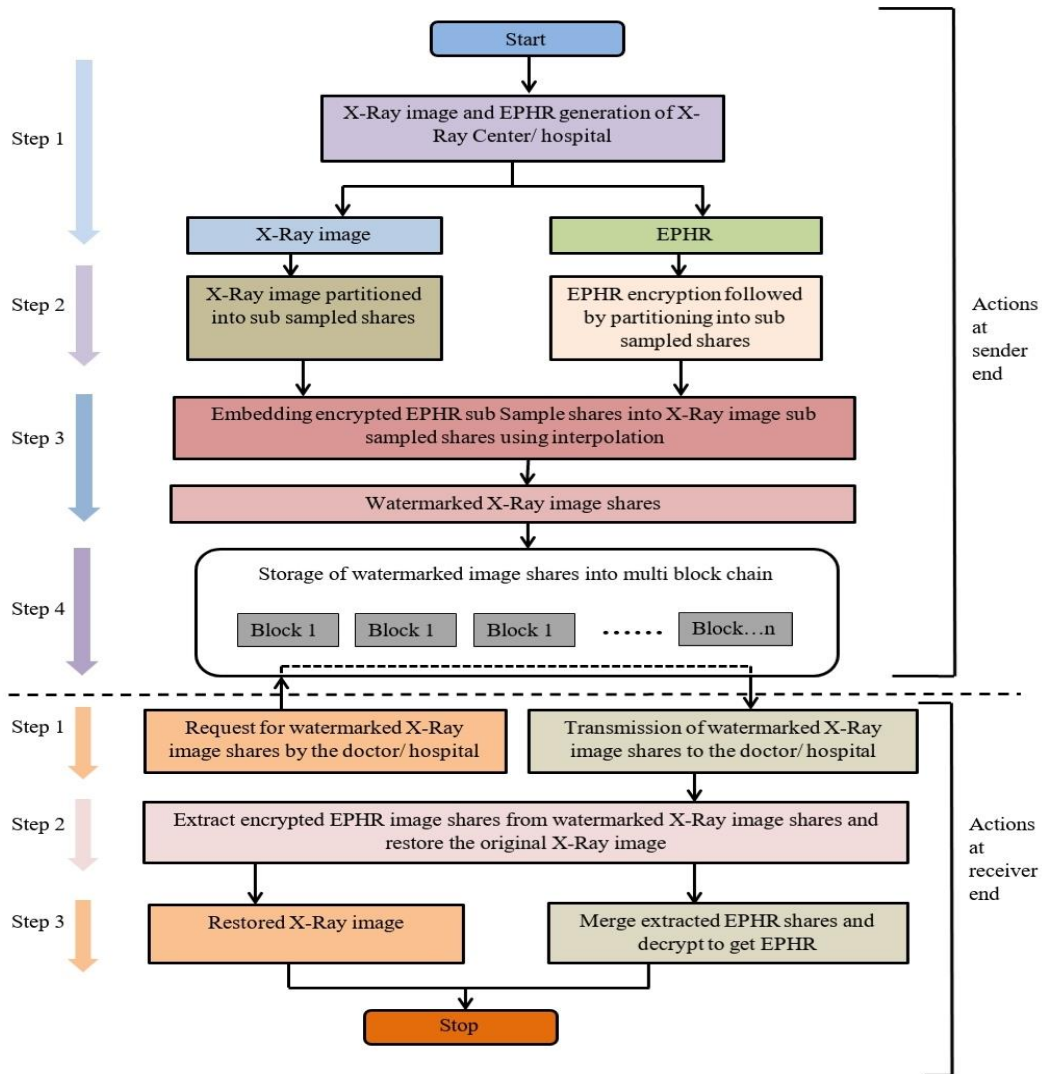 Start
Step 1
X-Ray image and EPHR generation of X-
Ray Center/ hospital
X-Ray image
EPHR
Step 2
X-Ray image partitioned
into sub sampled shares
EPHR encryption followed
by partitioning into sub
sampled shares
Actions
at
sender
end
Step 3
Embedding encrypted EPHR sub Sample shares into X-Ray image sub
sampled shares using interpolation
Watermarked X-Ray image shares
Step 4
Storage of watermarked image shares into multi block chain
Block 1
Block 1
Block 1
......
Block...n
Step 1
Request for watermarked X-Ray
image shares by the doctor/ hospital
Transmission of watermarked X-Ray
image shares to the doctor/ hospital
Step 2
Extract encrypted EPHR image shares from watermarked X-Ray image shares and
restore the original X-Ray image
Actions
at
receiver
end
Step 3
Restored X-Ray image
Merge extracted EPHR shares and
decrypt to get EPHR
Stop